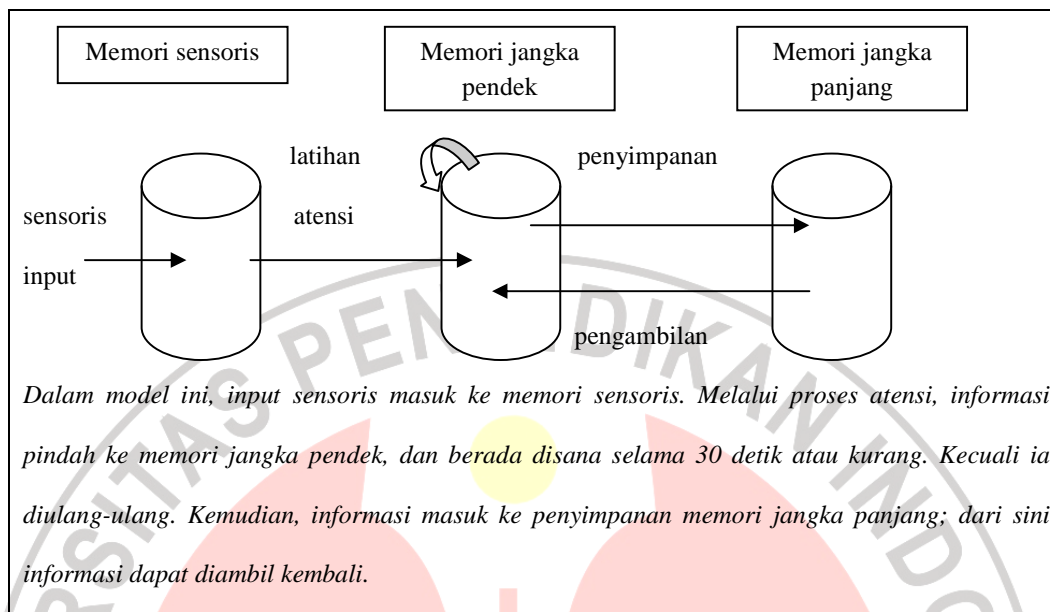 Memori sensoris
Memori jangka
pendek
Memori jangka
panjang
latihan
penyimpanan
sensoris
atensi
input
pengambilan
Dalam model ini, input sensoris masuk ke memori sensoris. Melalui proses atensi, informasi
pindah ke memori jangka pendek, dan berada disana selama 30 detik atau kurang. Kecuali ia
diulang-ulang. Kemudian, informasi masuk ke penyimpanan memori jangka panjang; dari sini
informasi dapat diambil kembali.
RSITAS PENDIDIKAN INDO